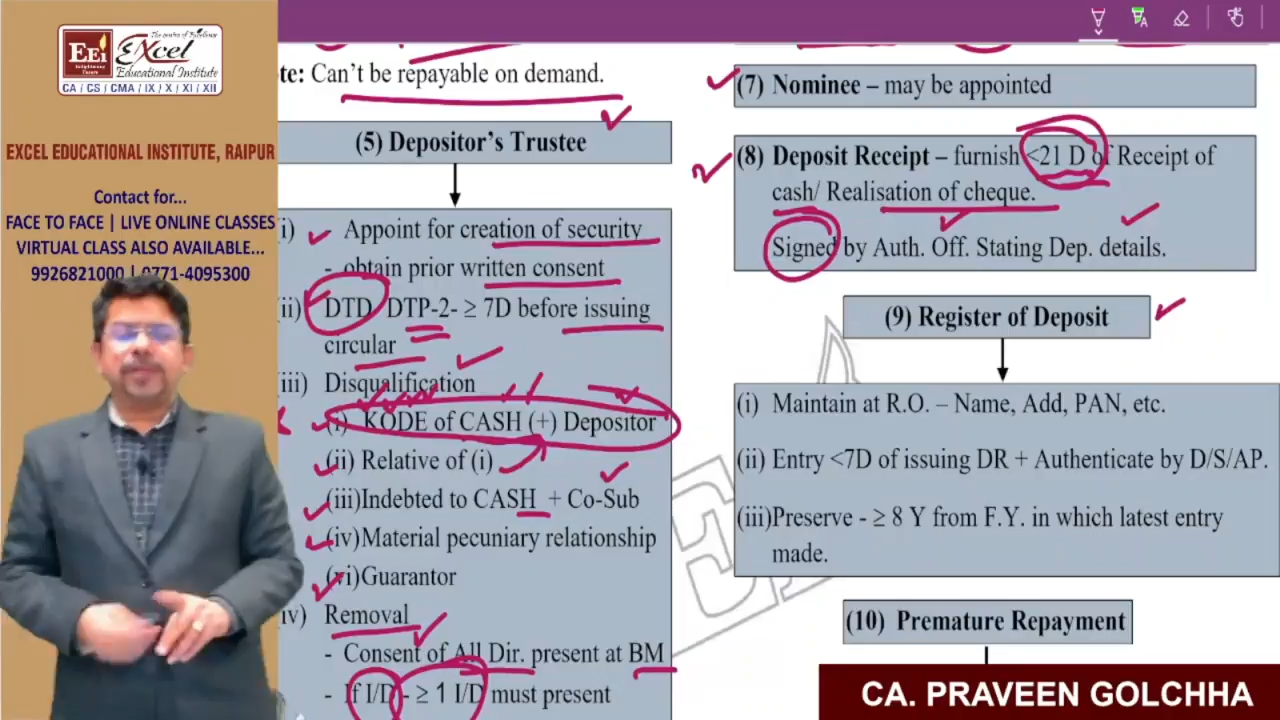 The centre of Excellence
EEi
Excel
Educational Institute
CA / CS / CMA / IX / X / XI / XII
EXCEL EDUCATIONAL INSTITUTE, RAIPUR
Contact for...
FACE TO FACE | LIVE ONLINE CLASSES
VIRTUAL CLASS ALSO AVAILABLE...
9926821000 | 0771-4095300
te: Can't be repayable on demand.
(5) Depositor's Trustee
i) Appoint for creation of security
- obtain prior written consent
(ii) DTD DTP-2- ≥ 7D before issuing
circular
(iii) Disqualification
(i) KODE of CASH (+) Depositor
(ii) Relative of (i)
(iii)Indebted to CASH + Co-Sub
(iv)Material pecuniary relationship
(vi)Guarantor
iv) Removal
- Consent of All Dir. present at BM
- If I/D - ≥ 1 I/D must present
(7) Nominee – may be appointed
(8) Deposit Receipt – furnish <21 D of Receipt of
cash/ Realisation of cheque.
Signed by Auth. Off. Stating Dep. details.
(9) Register of Deposit
(i) Maintain at R.O. – Name, Add, PAN, etc.
(ii) Entry <7D of issuing DR + Authenticate by D/S/AP.
(iii)Preserve - ≥ 8 Y from F.Y. in which latest entry
made.
(10) Premature Repayment
CA. PRAVEEN GOLCHHA